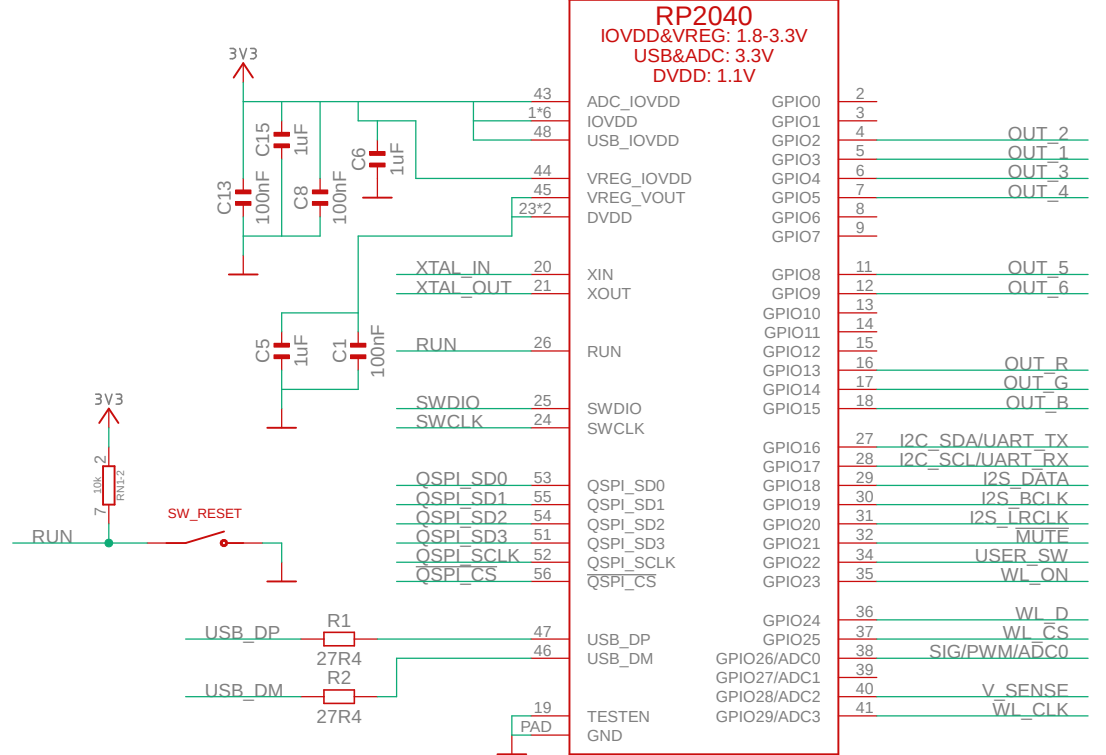 RP2040
IOVDD&VREG: 1.8-3.3V
USB&ADC: 3.3V
DVDD: 1.1V
3V3
C15
1uF
C13
100nF
C8
100nF
C6
1uF
43 ADC_IOVDD
1*6 IOVDD
48 USB_IOVDD
44 VREG_IOVDD
45 VREG_VOUT
23*2 DVDD
XTAL_IN 20 XIN
XTAL_OUT 21 XOUT
C5
1uF
C1
100nF
RUN 26 RUN
SWDIO 25 SWDIO
SWCLK 24 SWCLK
3V3
2
10k
RN1-2
7
RUN
SW_RESET
QSPI_SD0 53 QSPI_SD0
QSPI_SD1 55 QSPI_SD1
QSPI_SD2 54 QSPI_SD2
QSPI_SD3 51 QSPI_SD3
QSPI_SCLK 52 QSPI_SCLK
QSPI_CS 56 QSPI_CS
USB_DP R1 27R4 47 USB_DP
USB_DM R2 27R4 46 USB_DM
19 TESTEN
PAD GND
GPIO0 2
GPIO1 3
GPIO2 4 OUT_2
GPIO3 5 OUT_1
GPIO4 6 OUT_3
GPIO5 7 OUT_4
GPIO6 8
GPIO7 9
GPIO8 11 OUT_5
GPIO9 12 OUT_6
GPIO10 13
GPIO11 14
GPIO12 15
GPIO13 16 OUT_R
GPIO14 17 OUT_G
GPIO15 18 OUT_B
GPIO16 27 I2C_SDA/UART_TX
GPIO17 28 I2C_SCL/UART_RX
GPIO18 29 I2S_DATA
GPIO19 30 I2S_BCLK
GPIO20 31 I2S_LRCLK
GPIO21 32 MUTE
GPIO22 34 USER_SW
GPIO23 35 WL_ON
GPIO24 36 WL_D
GPIO25 37 WL_CS
GPIO26/ADC0 38 SIG/PWM/ADC0
GPIO27/ADC1 39
GPIO28/ADC2 40 V_SENSE
GPIO29/ADC3 41 WL_CLK